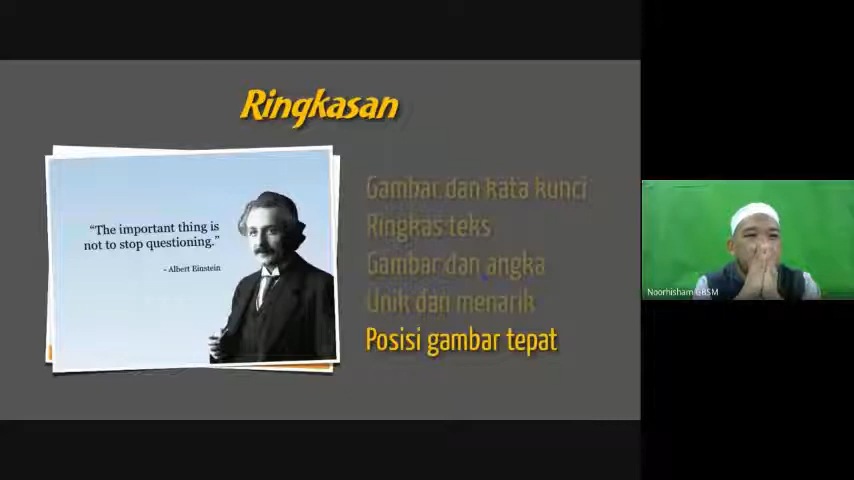 Ringkasan
“The important thing is
not to stop questioning.”
- Albert Einstein
Gambar dan kata kunci
Ringkas teks
Gambar dan angka
Unik dan menarik
Posisi gambar tepat
Noorhisham GBSM